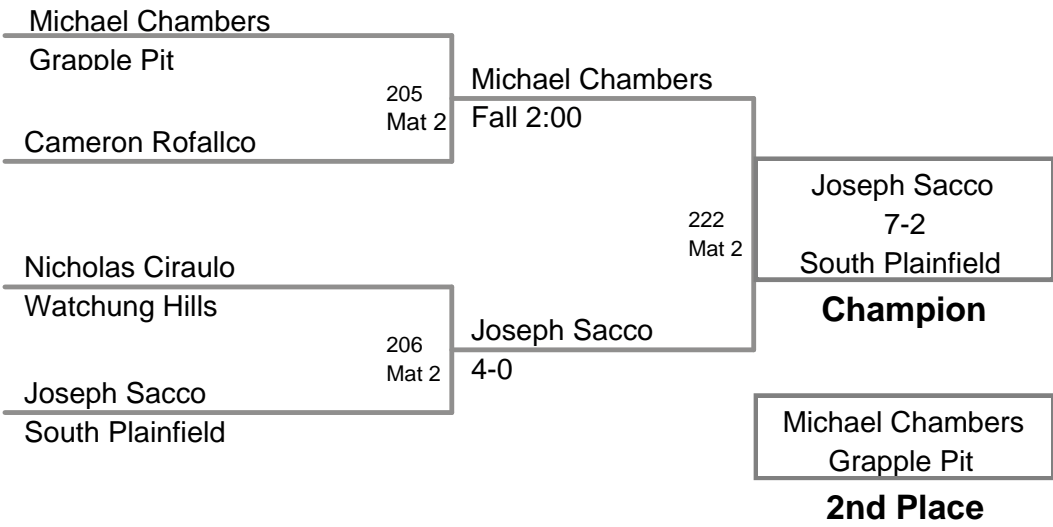 Michael Chambers
Grapple Pit
205
Mat 2
Cameron Rofallco
Michael Chambers
Fall 2:00
Nicholas Ciraulo
Watchung Hills
206
Mat 2
Joseph Sacco
South Plainfield
Joseph Sacco
4-0
222
Mat 2
Joseph Sacco
7-2
South Plainfield
Champion
Michael Chambers
Grapple Pit
2nd Place